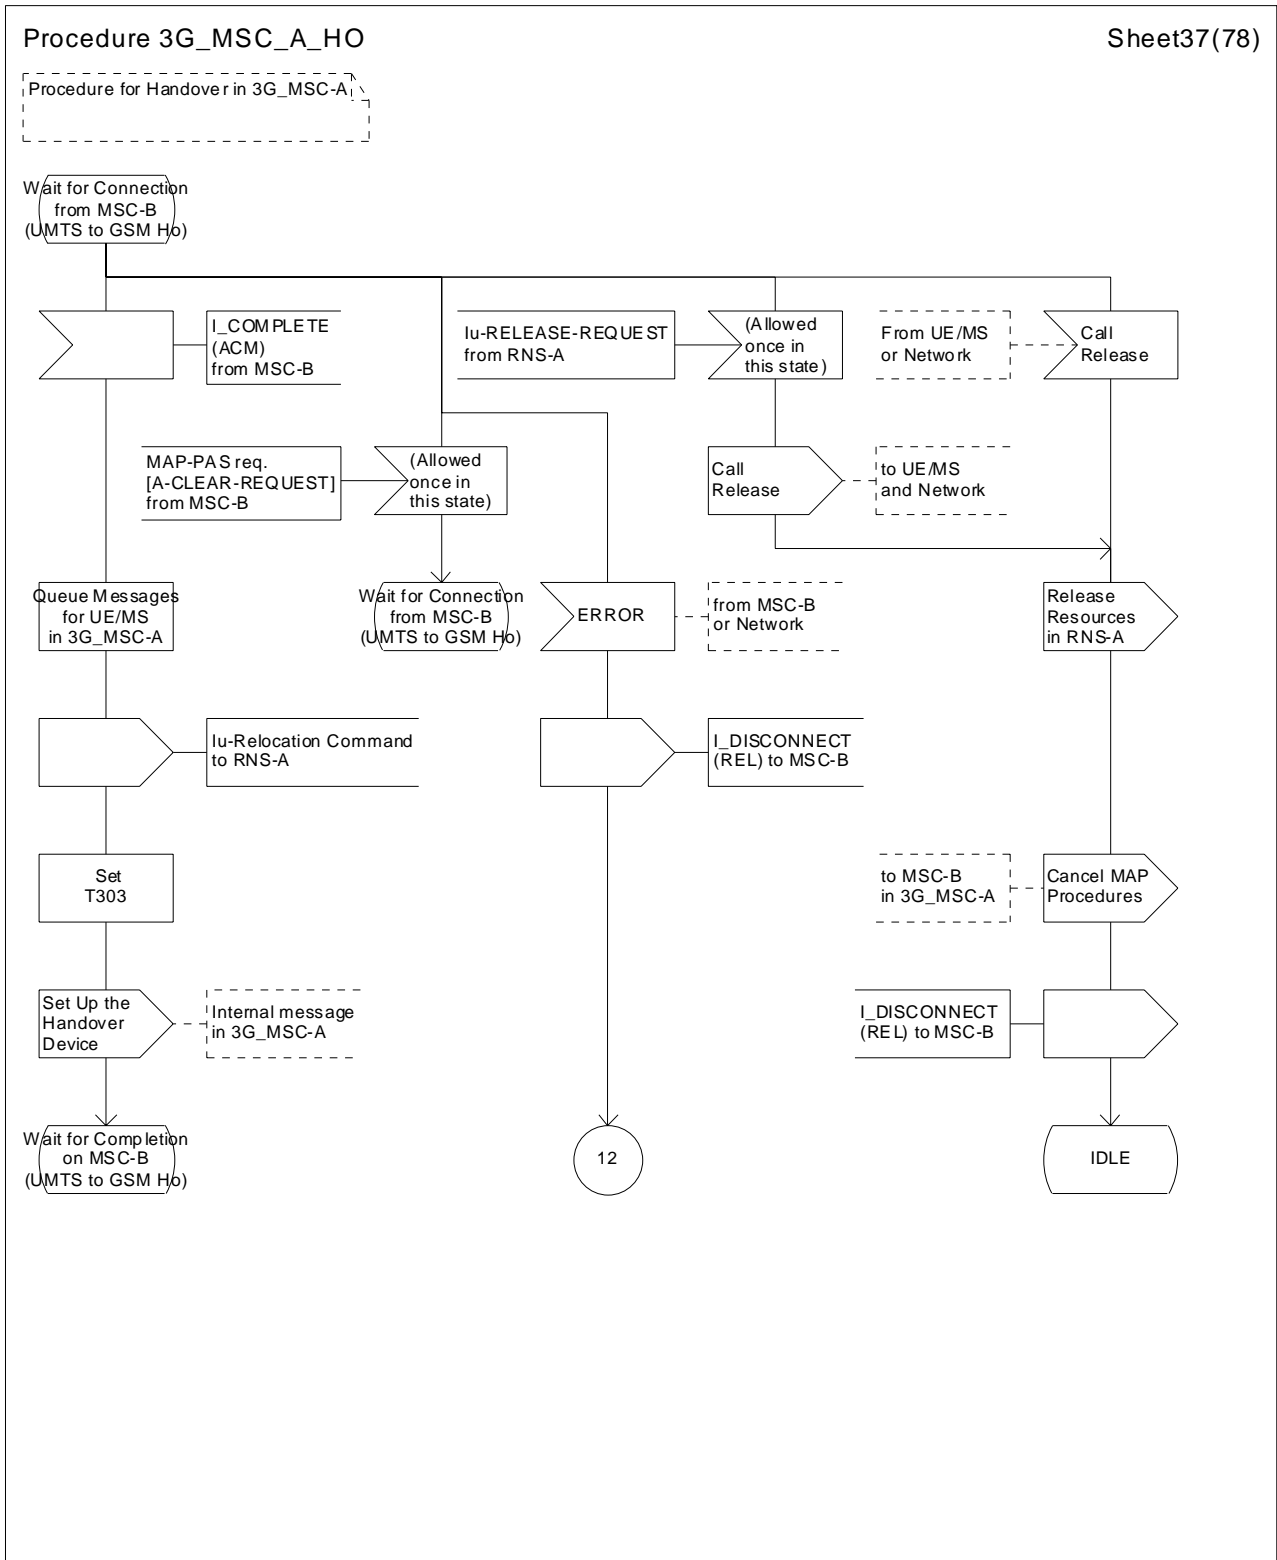 Procedure 3G_MSC_A_HO
Sheet37(78)
Procedure for Handover in 3G_MSC-A
Wait for Connection
from MSC-B
(UMTS to GSM Ho)
I_COMPLETE
(ACM)
from MSC-B
Iu-RELEASE-REQUEST
from RNS-A
(Allowed
once in
this state)
From UE/MS
or Network
Call
Release
MAP-PAS req.
[A-CLEAR-REQUEST]
from MSC-B
(Allowed
once in
this state)
Call
Release
to UE/MS
and Network
Queue Messages
for UE/MS
in 3G_MSC-A
Wait for Connection
from MSC-B
(UMTS to GSM Ho)
ERROR
from MSC-B
or Network
Release
Resources
in RNS-A
Iu-Relocation Command
to RNS-A
I_DISCONNECT
(REL) to MSC-B
Set
T303
to MSC-B
in 3G_MSC-A
Cancel MAP
Procedures
Set Up the
Handover
Device
Internal message
in 3G_MSC-A
I_DISCONNECT
(REL) to MSC-B
Wait for Completion
on MSC-B
(UMTS to GSM Ho)
12
IDLE